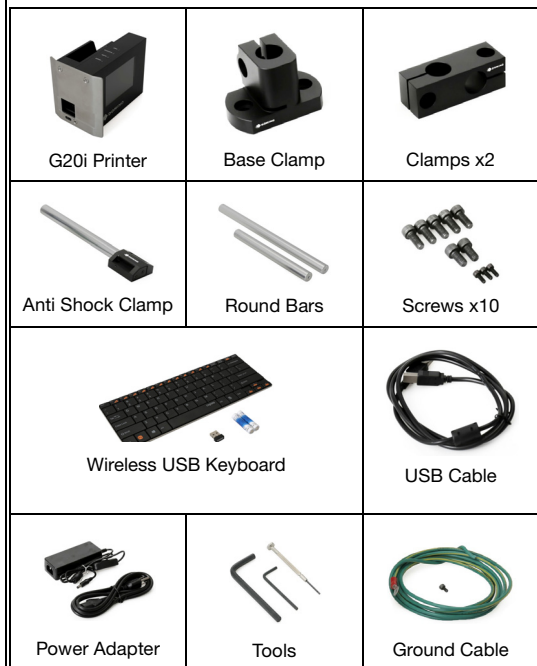 G20i Printer
Base Clamp
Clamps x2
Anti Shock Clamp
Round Bars
Screws x10
Wireless USB Keyboard
USB Cable
Power Adapter
Tools
Ground Cable